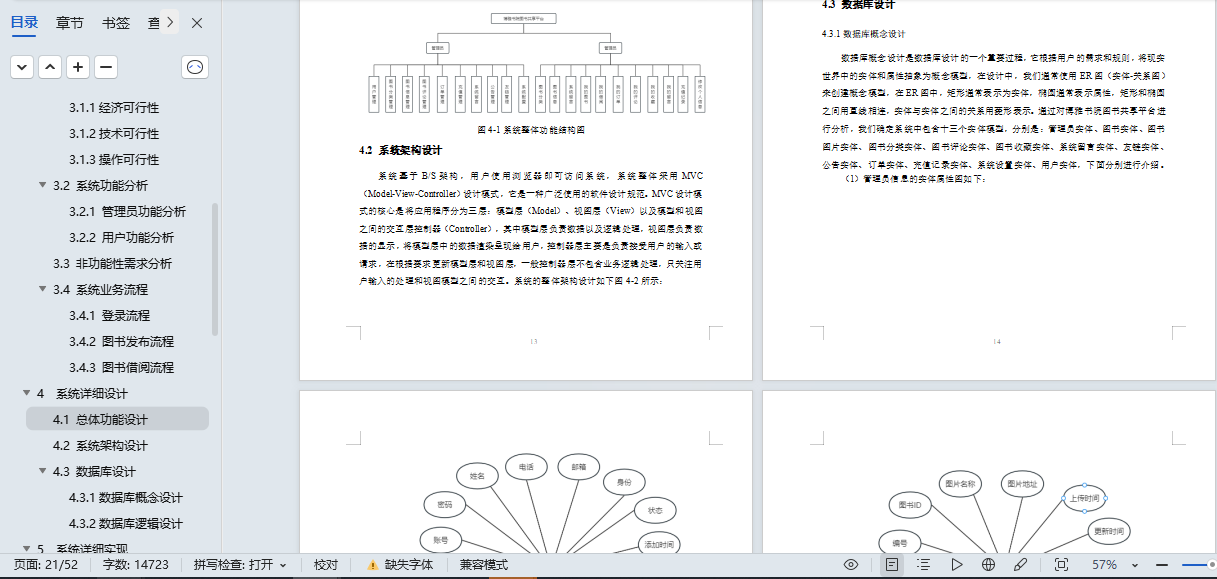 目录 章节 书签 查
3.1.1 经济可行性
3.1.2 技术可行性
3.1.3 操作可行性
3.2 系统功能分析
3.2.1 管理员功能分析
3.2.2 用户功能分析
3.3 非功能性需求分析
3.4 系统业务流程
3.4.1 登录流程
3.4.2 图书发布流程
3.4.3 图书借阅流程
4 系统详细设计
4.1 总体功能设计
4.2 系统架构设计
4.3 数据库设计
4.3.1 数据库概念设计
4.3.2 数据库逻辑设计
5 系统详细实现
博雅书院图书共享平台
管理员
管理员
图4-1 系统整体功能结构图
4.2 系统架构设计
系统基于 B/S 架构，用户使用浏览器即可访问系统，系统整体采用 MVC
（Model-View-Controller）设计模式，它是一种广泛使用的软件设计规范。MVC 设计模
式的核心是将应用程序分为三层：模型层（Model）、视图层（View）以及模型和视图
之间的交互层控制器（Controller），其中模型层负责数据以及逻辑处理，视图层负责数
据的显示，将模型层中的数据渲染呈现给用户，控制器层主要是负责接受用户的输入或
请求，在根据要求更新模型层和视图层，一般控制器层不包含业务逻辑处理，只关注用
户输入的处理和视图模型之间的交互。系统的整体架构设计如下图 4-2 所示：
13
4.3 数据库设计
4.3.1 数据库概念设计
数据库概念设计是数据库设计的一个重要过程，它根据用户的需求和规则，将现实
世界中的实体和属性抽象为概念模型，在设计中，我们通常使用 ER 图（实体-关系图）
来创建概念模型，在 ER 图中，矩形通常表示为实体，椭圆通常表示属性，矩形和椭圆
之间用直线相连，实体与实体之间的关系用菱形表示。通过对博雅书院图书共享平台进
行分析，我们确定系统中包含十三个实体模型，分别是：管理员实体、图书实体、图书
图片实体、图书分类实体、图书评论实体、图书收藏实体、系统留言实体、友链实体、
公告实体、订单实体、充值记录实体、系统设置实体、用户实体，下面分别进行介绍。
（1）管理员信息的实体属性图如下：
14
电话
邮箱
姓名
身份
密码
状态
账号
添加时间
图片名称
图片地址
上传时间
图书ID
更新时间
编号
页面: 21/52 字数: 14723 拼写检查: 打开 校对 缺失字体 兼容模式 57%